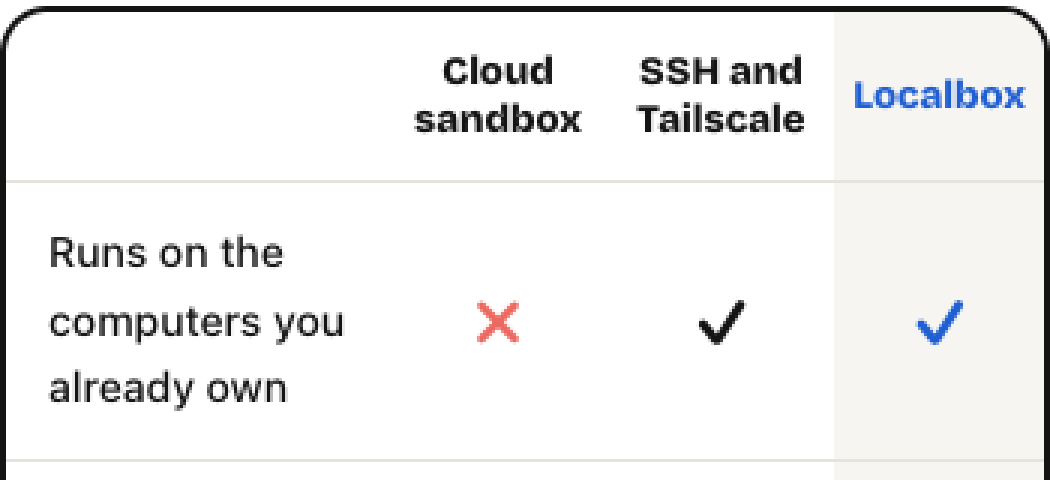 Cloud
sandbox
SSH and
Tailscale
Localbox
Runs on the
computers you
already own